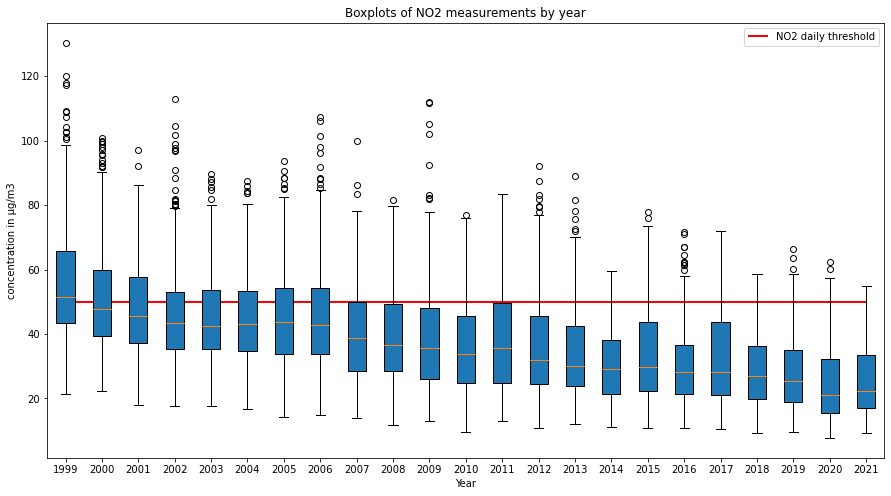 Boxplots of NO2 measurements by year
NO2 daily threshold
120
100
80
60
40
20
concentration in µg/m3
1999 2000 2001 2002 2003 2004 2005 2006 2007 2008 2009 2010 2011 2012 2013 2014 2015 2016 2017 2018 2019 2020 2021
Year